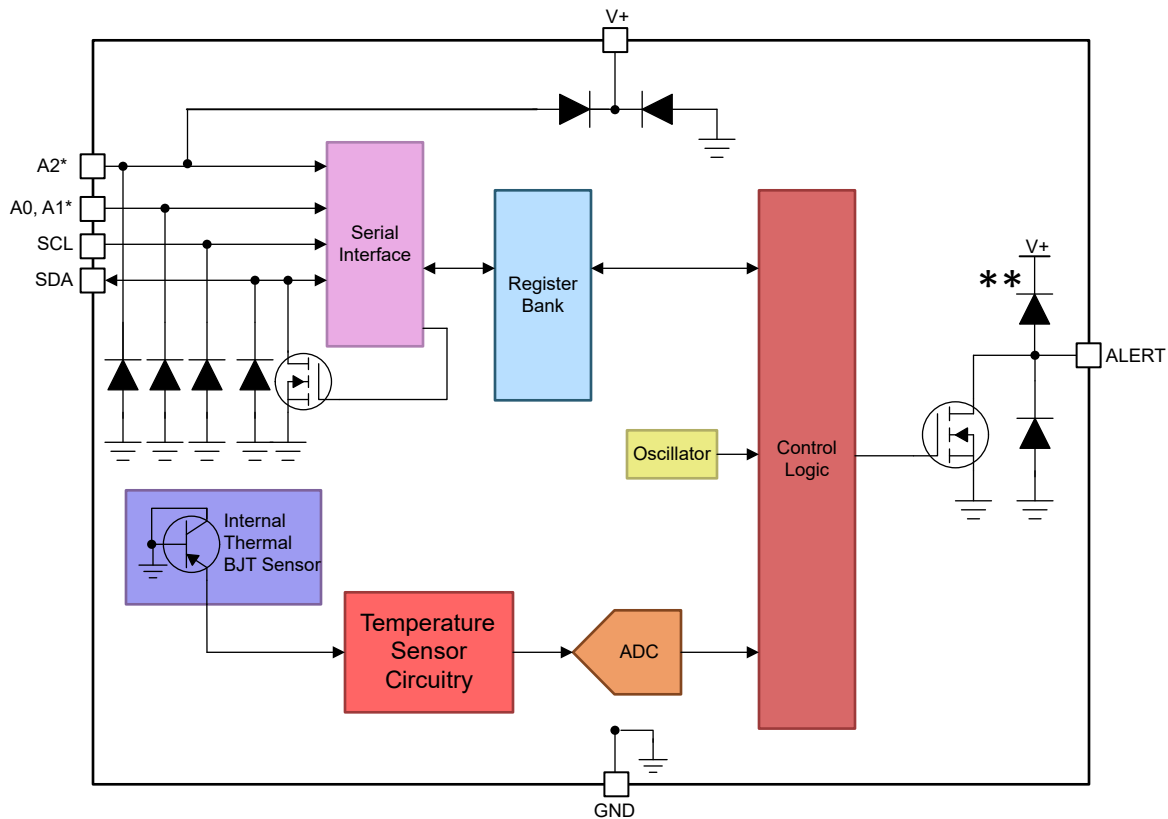 V+
A2*
A0, A1*
SCL
SDA
Serial
Interface
Register
Bank
V+
**
ALERT
Oscillator
Control
Logic
Internal
Thermal
BJT Sensor
Temperature
Sensor
Circuitry
ADC
GND